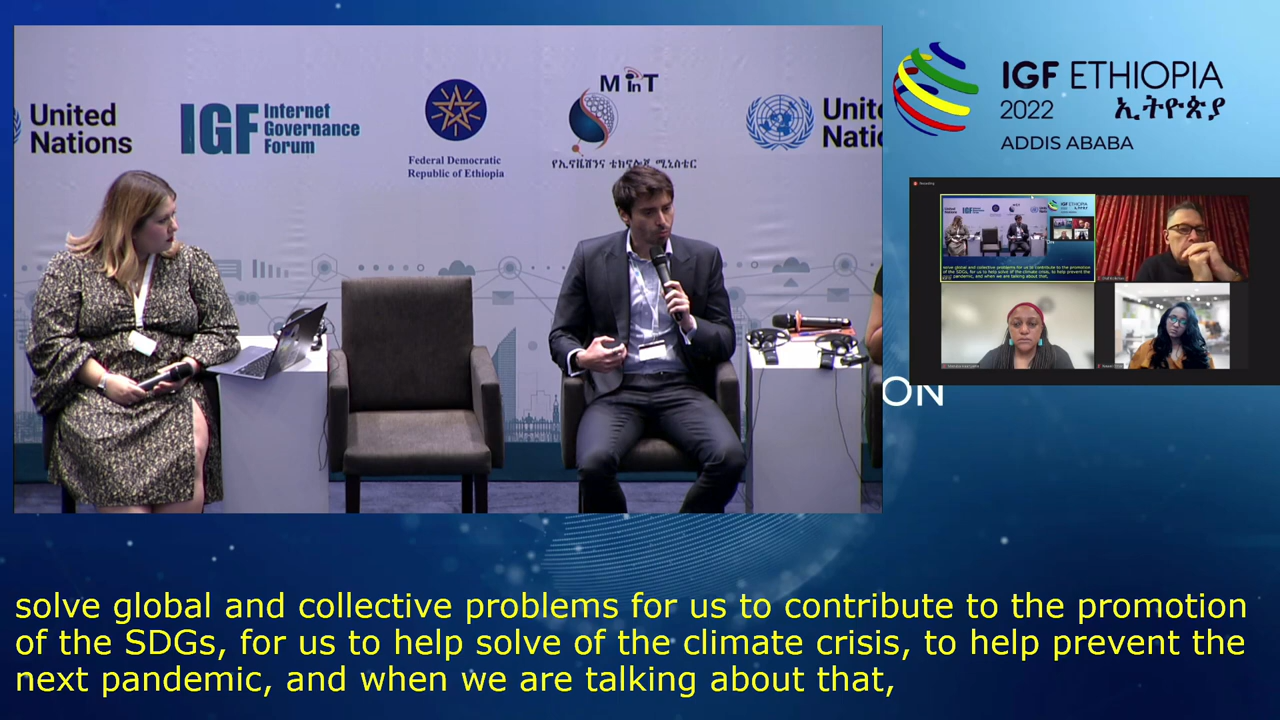 United
Nations
IGF Internet
Governance
Forum
Federal Democratic
Republic of Ethiopia
M in T
የኢኖቬሽንና ቴክኖሎጂ ሚኒስቴር
IGF ETHIOPIA
2022 ኢትዮጵያ
ADDIS ABABA
Recording
ON
solve global and collective problems for us to contribute to the promotion
of the SDGs, for us to help solve of the climate crisis, to help prevent the
next pandemic, and when we are talking about that,